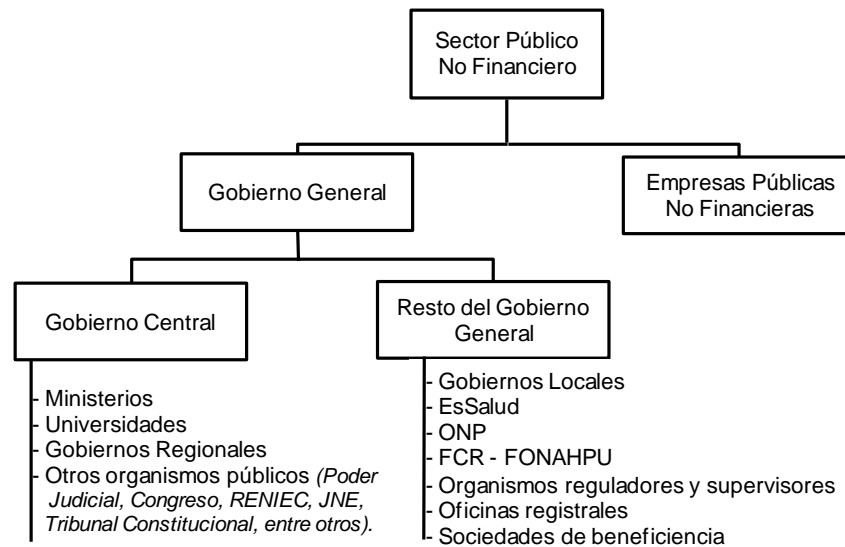 Sector Público
No Financiero
Gobierno General
Empresas Públicas
No Financieras
Gobierno Central
Resto del Gobierno
General
- Ministerios
- Universidades
- Gobiernos Regionales
- Otros organismos públicos (Poder
Judicial, Congreso, RENIEC, JNE,
Tribunal Constitucional, entre otros).
- Gobiernos Locales
- EsSalud
- ONP
- FCR - FONAHPU
- Organismos reguladores y supervisores
- Oficinas registrales
- Sociedades de beneficiencia